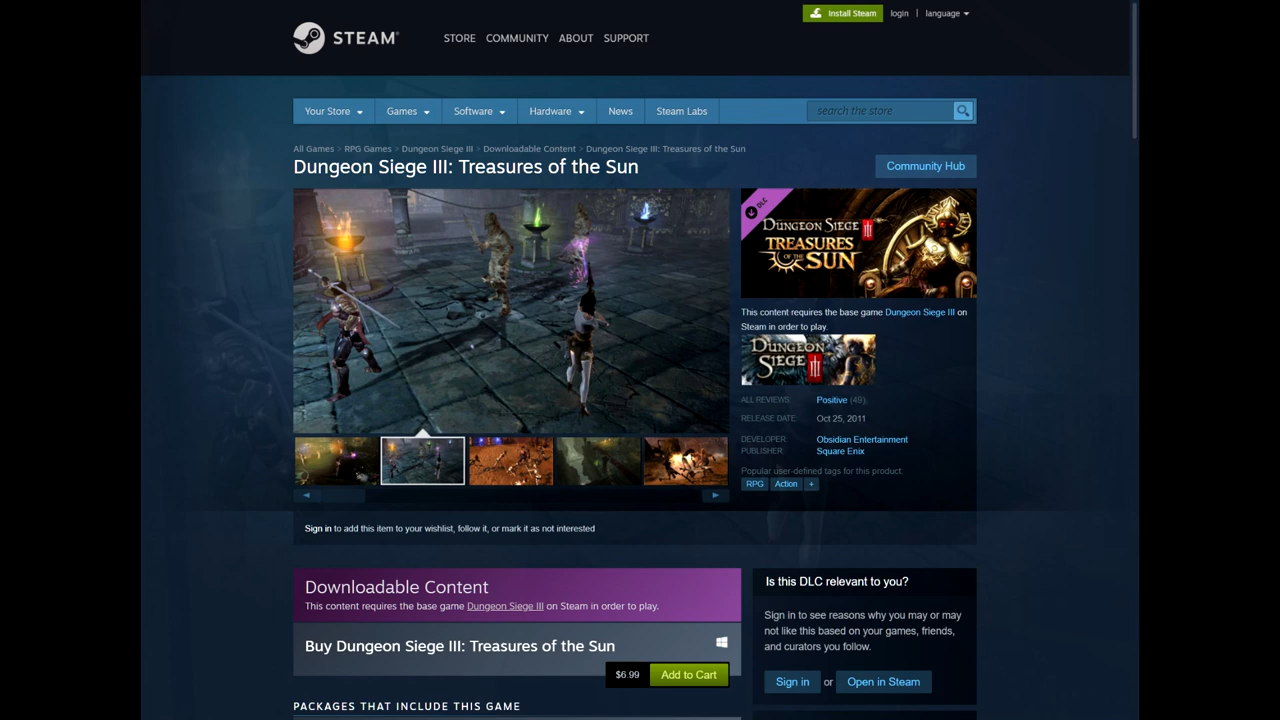 Install Steam
login | language
STEAM®
STORE COMMUNITY ABOUT SUPPORT
Your Store Games Software Hardware News Steam Labs
search the store
All Games > RPG Games > Dungeon Siege III > Downloadable Content > Dungeon Siege III: Treasures of the Sun
Dungeon Siege III: Treasures of the Sun
Community Hub
DLC
DUNGEON SIEGE III
TREASURES
OF THE SUN
This content requires the base game Dungeon Siege III on
Steam in order to play.
DUNGEON
SIEGE III
ALL REVIEWS: Positive (49)
RELEASE DATE: Oct 25, 2011
DEVELOPER: Obsidian Entertainment
PUBLISHER: Square Enix
Popular user-defined tags for this product:
RPG Action +
Sign in to add this item to your wishlist, follow it, or mark it as not interested
Downloadable Content
This content requires the base game Dungeon Siege III on Steam in order to play.
Buy Dungeon Siege III: Treasures of the Sun
$6.99 Add to Cart
PACKAGES THAT INCLUDE THIS GAME
Is this DLC relevant to you?
Sign in to see reasons why you may or may
not like this based on your games, friends,
and curators you follow.
Sign in or Open in Steam